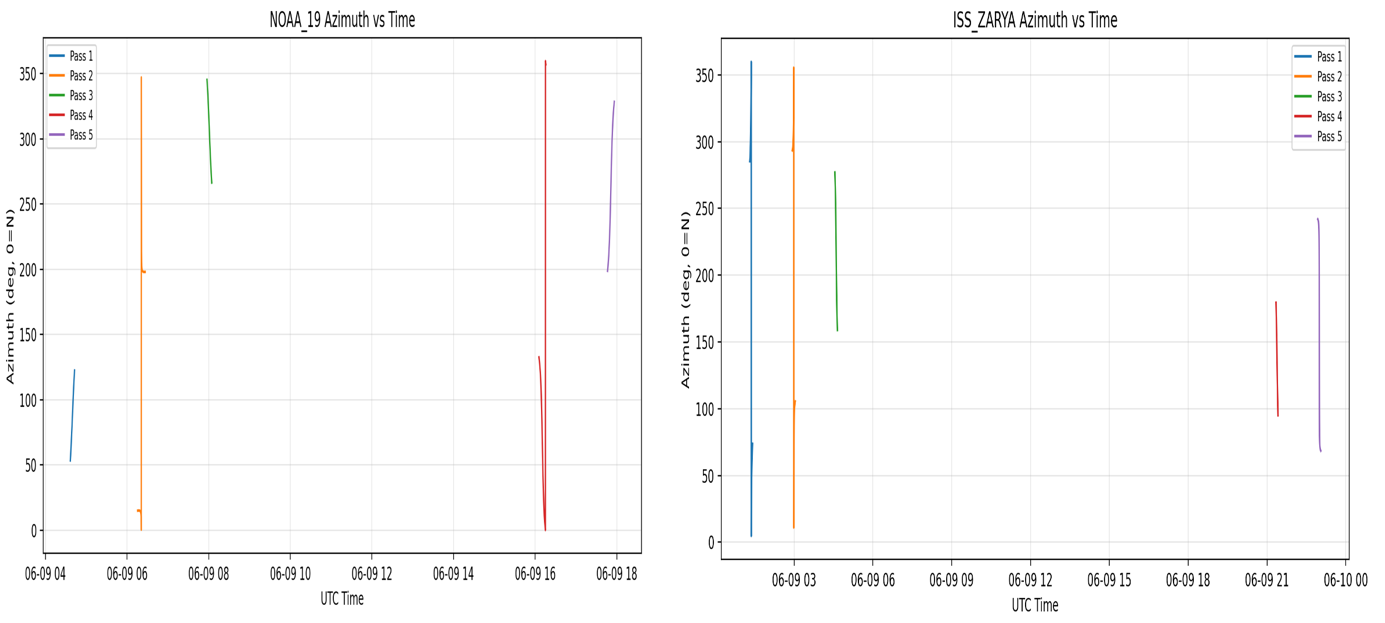 NOAA_19 Azimuth vs Time
Pass 1
Pass 2
Pass 3
Pass 4
Pass 5
Azimuth (deg, 0=N)
350
300
250
200
150
100
50
0
06-09 04
06-09 06
06-09 08
06-09 10
06-09 12
06-09 14
06-09 16
06-09 18
UTC Time
ISS_ZARYA Azimuth vs Time
Pass 1
Pass 2
Pass 3
Pass 4
Pass 5
Azimuth (deg, 0=N)
350
300
250
200
150
100
50
0
06-09 03
06-09 06
06-09 09
06-09 12
06-09 15
06-09 18
06-09 21
06-10 00
UTC Time